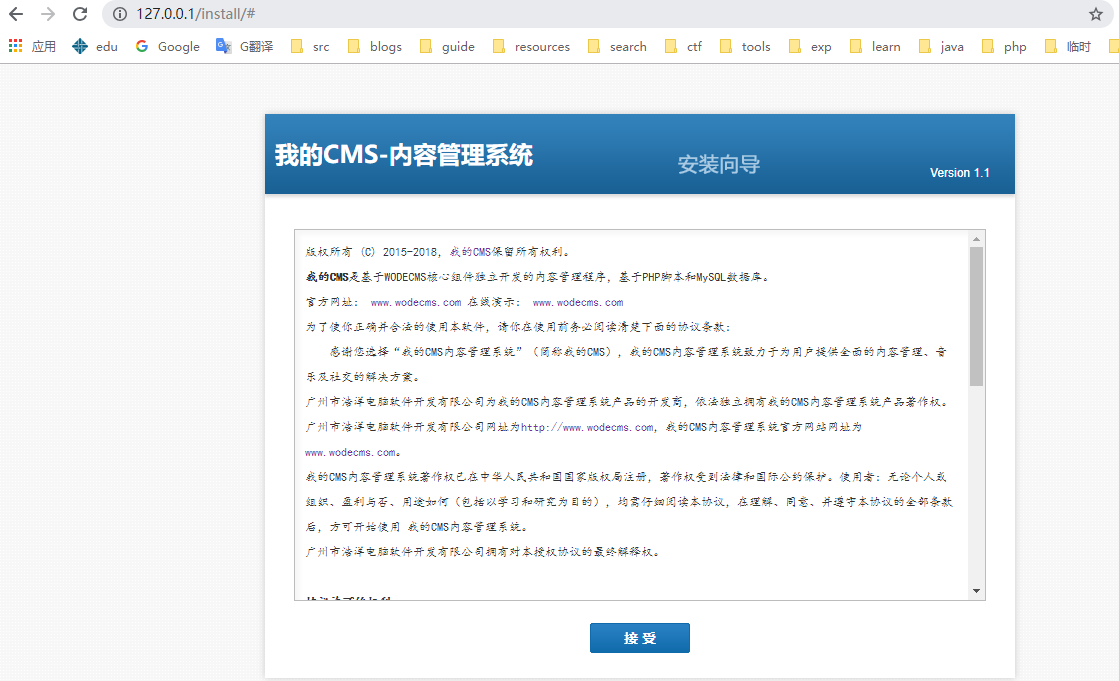 127.0.0.1/install/#
应用 edu Google G翻译 src blogs guide resources search ctf tools exp learn java php 临时
我的CMS-内容管理系统
安装向导
Version 1.1
版权所有 (C) 2015-2018，我的CMS保留所有权利。
我的CMS是基于WODECMS核心组件独立开发的内容管理程序，基于PHP脚本和MySQL数据库。
官方网址： www.wodecms.com 在线演示： www.wodecms.com
为了使你正确并合法的使用本软件，请你在使用前务必阅读清楚下面的协议条款：
感谢您选择“我的CMS内容管理系统”（简称我的CMS），我的CMS内容管理系统致力于为用户提供全面的内容管理、音
乐及社交的解决方案。
广州市浩洋电脑软件开发有限公司为我的CMS内容管理系统产品的开发商，依法独立拥有我的CMS内容管理系统产品著作权。
广州市浩洋电脑软件开发有限公司网址为http://www.wodecms.com，我的CMS内容管理系统官方网站网址为
www.wodecms.com。
我的CMS内容管理系统著作权已在中华人民共和国国家版权局注册，著作权受到法律和国际公约保护。使用者：无论个人或
组织、盈利与否、用途如何（包括以学习和研究为目的），均需仔细阅读本协议，在理解、同意、并遵守本协议的全部条款
后，方可开始使用 我的CMS内容管理系统。
广州市浩洋电脑软件开发有限公司拥有对本授权协议的最终解释权。
接 受